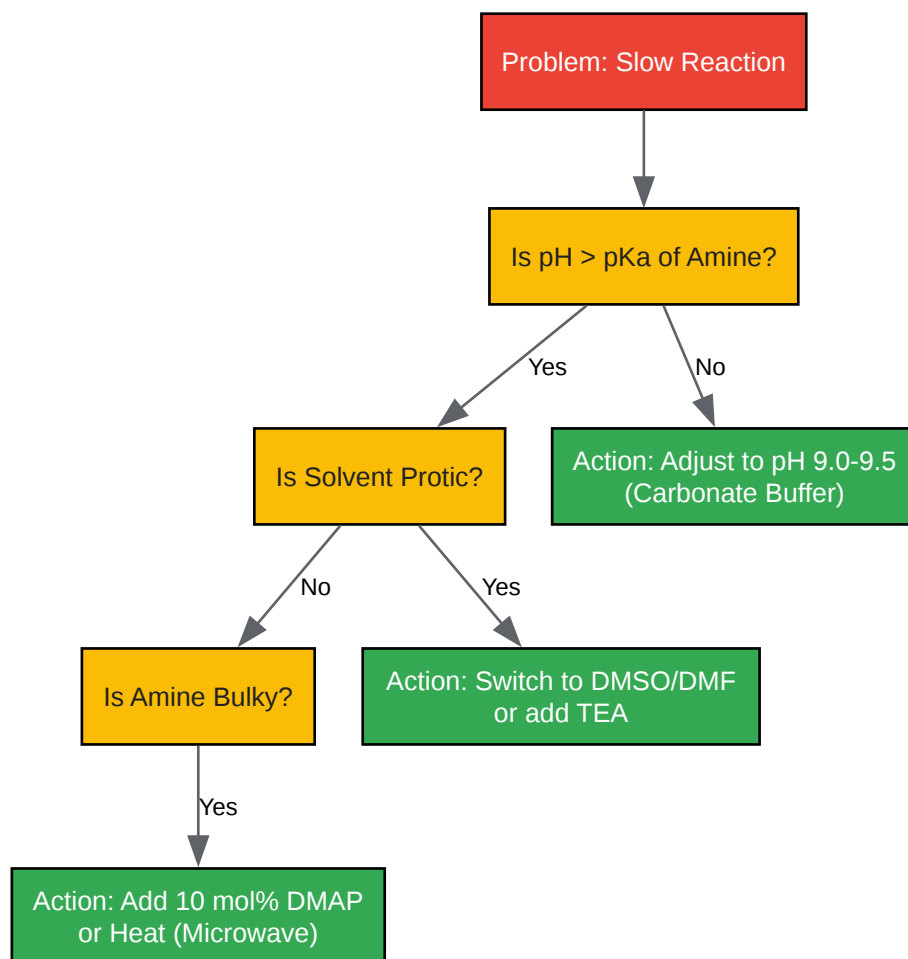 Problem: Slow Reaction
Is pH > pKa of Amine?
Yes
No
Is Solvent Protic?
Action: Adjust to pH 9.0-9.5
(Carbonate Buffer)
No
Yes
Is Amine Bulky?
Action: Switch to DMSO/DMF
or add TEA
Yes
Action: Add 10 mol% DMAP
or Heat (Microwave)